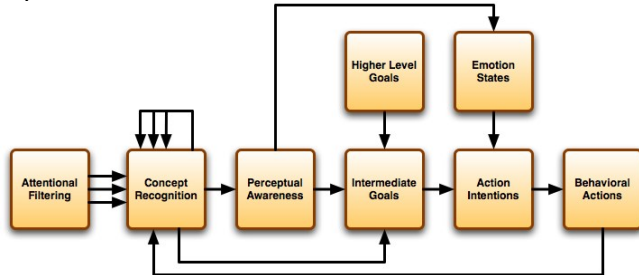 Higher Level
Goals
Emotion
States
Attentional
Filtering
Concept
Recognition
Perceptual
Awareness
Intermediate
Goals
Action
Intentions
Behavioral
Actions